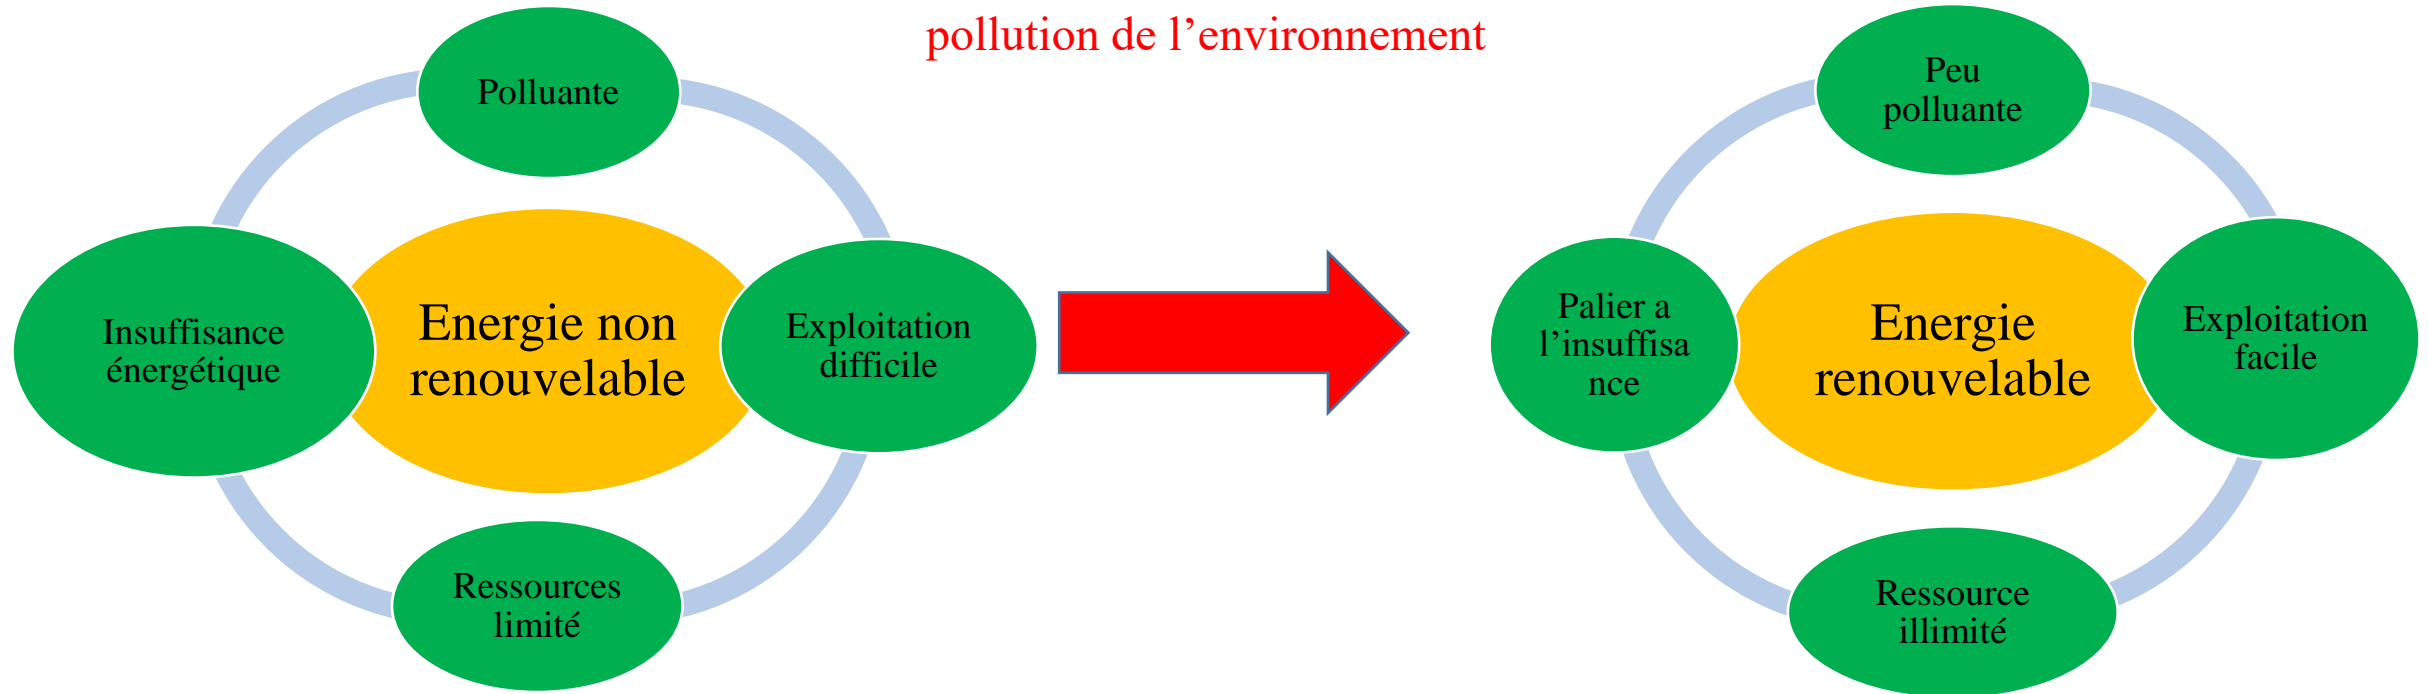 pollution de l’environnement
Polluante
Insuffisance
énergétique
Energie non
renouvelable
Exploitation
difficile
Ressources
limité
Peu
polluante
Palier a
l’insuffisa
nce
Energie
renouvelable
Exploitation
facile
Ressource
illimité